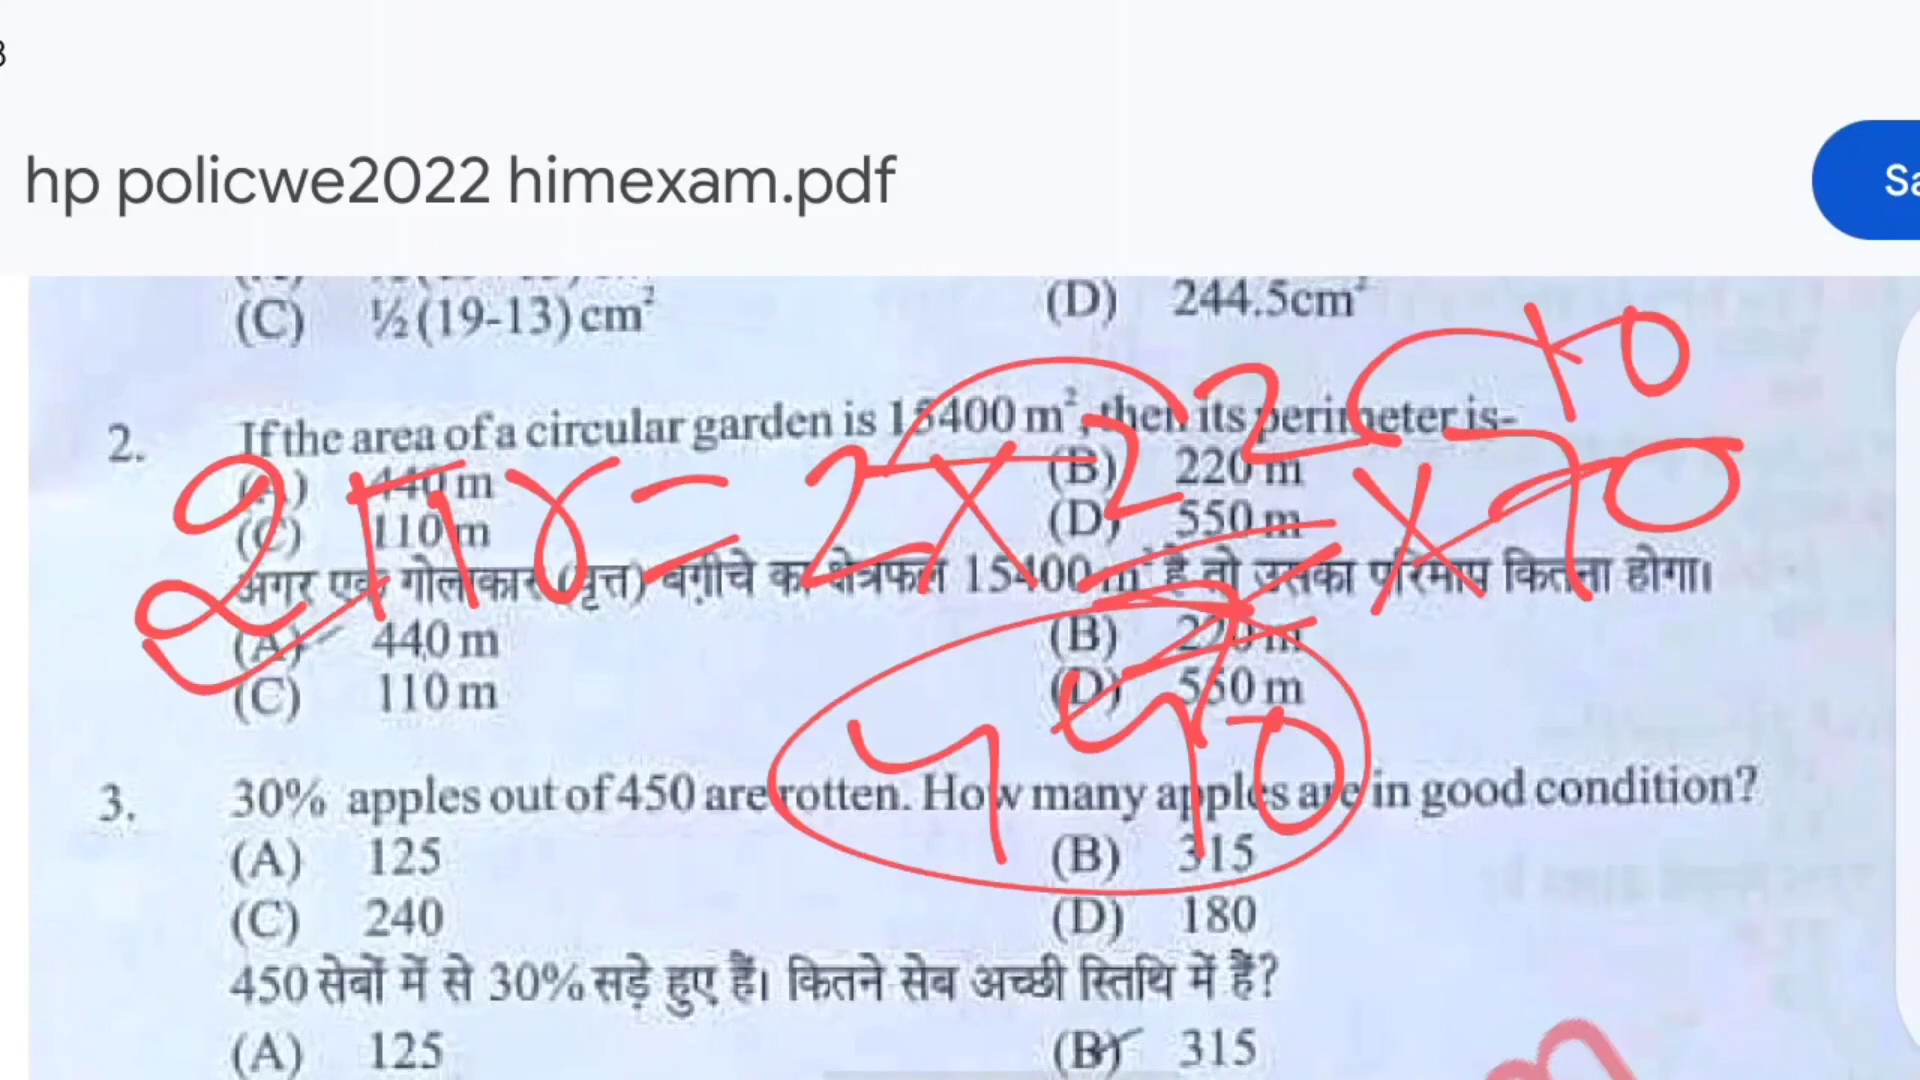 hp policwe2022 himexam.pdf
(C) ½(19-13)cm² (D) 244.5cm²
2. If the area of a circular garden is 15400 m², then its perimeter is-
(A) 440 m (B) 220 m
(C) 110 m (D) 550 m
अगर एक गोलाकार (वृत्त) बग़ीचे का क्षेत्रफल 15400 m² है तो उसका परिमाप कितना होगा।
(A) 440 m (B) 220 m
(C) 110 m (D) 550 m
2πr = 2 × 22/7 × 70
×10
440
3. 30% apples out of 450 are rotten. How many apples are in good condition?
(A) 125 (B) 315
(C) 240 (D) 180
450 सेबों में से 30% सड़े हुए हैं। कितने सेब अच्छी स्तिथि में हैं?
(A) 125 (B) 315